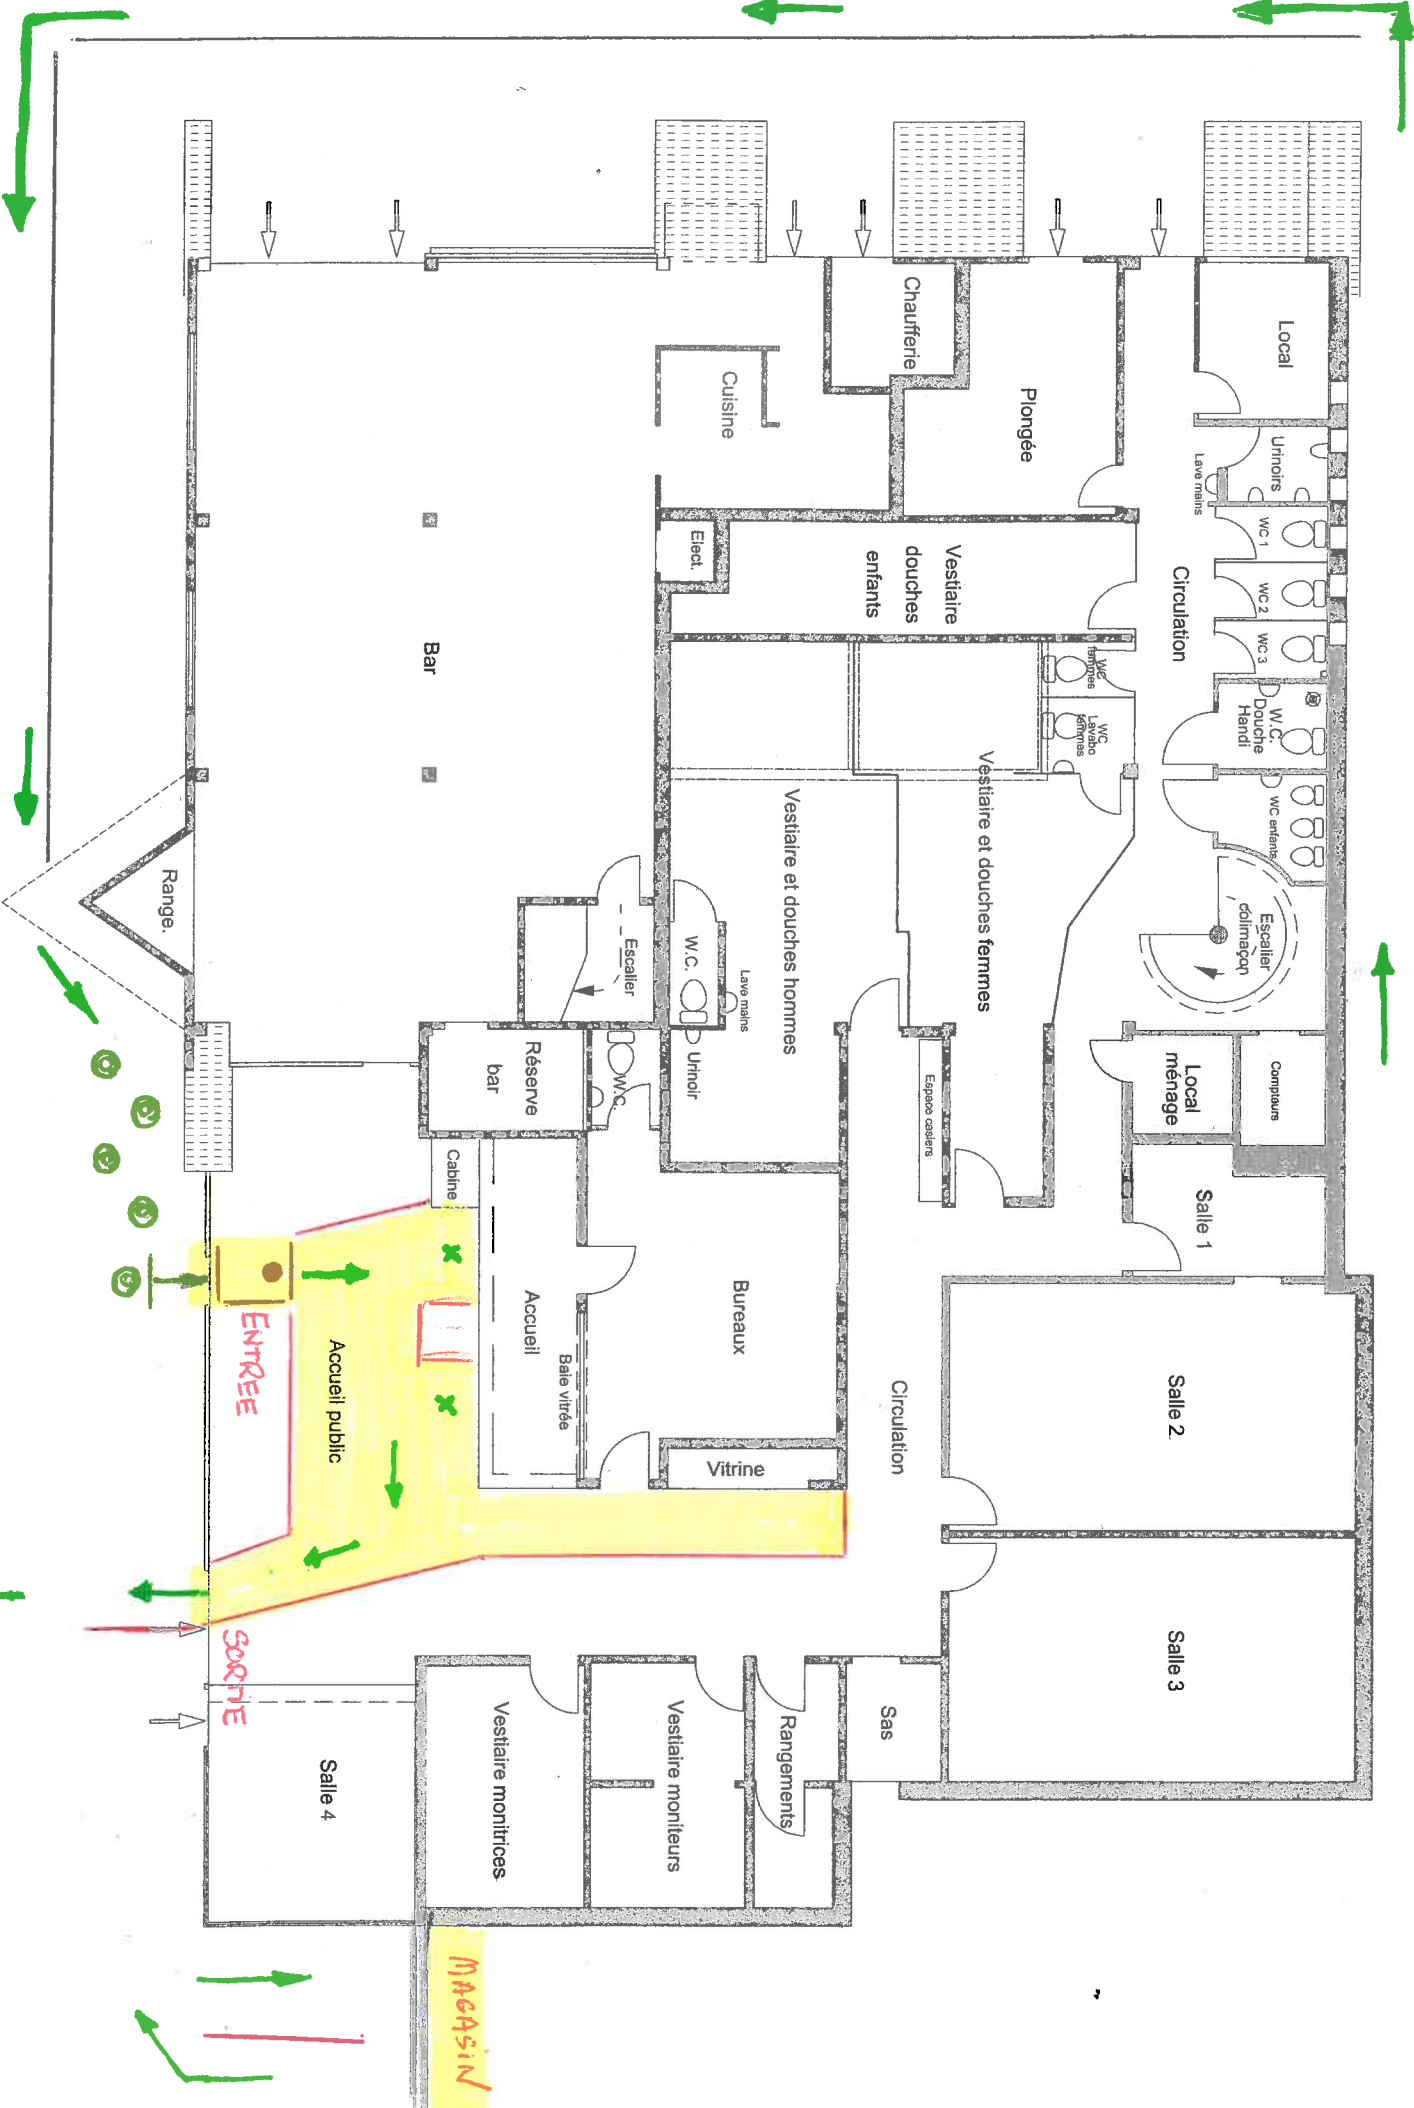 Local
Urinoirs
Lave mains
WC 1
WC 2
WC 3
W.C.
Douche
Handi
WC enfants
Escalier
colimaçon
Compteurs
Local
ménage
Salle 1
Salle 2
Salle 3
Circulation
Plongée
Chaufferie
Cuisine
Elect.
Vestiaire
douches
enfants
WC
femmes
WC
Lavabo
femmes
Vestiaire et douches femmes
Vestiaire et douches hommes
Espace casiers
Lave mains
W.C.
Urinoir
Escalier
W.C.
Réserve
bar
Bar
Range.
Cabine
Accueil
Baie vitrée
Bureaux
Vitrine
Circulation
Accueil public
ENTREE
SORTIE
Sas
Rangements
Vestiaire moniteurs
Vestiaire monitrices
Salle 4
MAGASIN